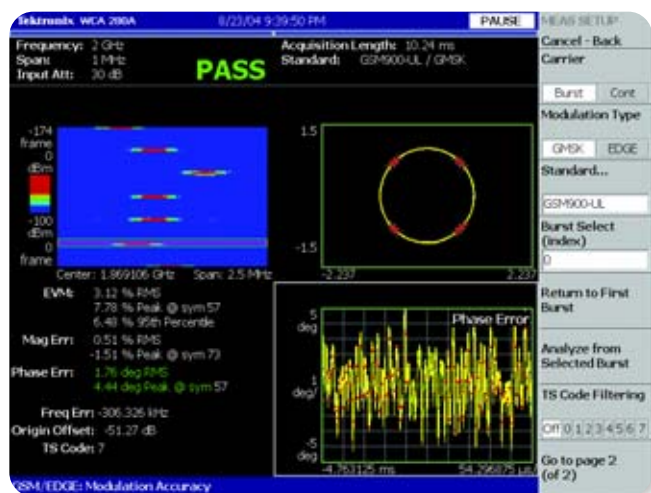 Tektronix WCA 280A 8/23/04 9:39:50 PM PAUSE MEAS SETUP
Cancel - Back
Frequency: 2 GHz
Span: 1 MHz
Input Att: 30 dB
PASS
Acquisition Length: 10.24 ms
Standard: GSM900-UL / GMSK
Carrier
Burst Cont
Modulation Type
GMSK EDGE
Standard...
GSM900-UL
Burst Select
(index)
0
Return to First
Burst
Analyze from
Selected Burst
TS Code Filtering
Off 0 1 2 3 4 5 6 7
Go to page 2
(of 2)
-174
frame
0
dBm
-100
dBm
0
frame
Center: 1.869106 GHz Span: 2.5 MHz
1.5
-1.5
-2.237 2.237
EVM: 3.12 % RMS
7.78 % Peak @ sym 57
6.48 % 95th Percentile
Mag Err: 0.51 % RMS
-1.51 % Peak @ sym 73
Phase Err: 1.76 deg RMS
4.44 deg Peak @ sym 57
Freq Err: -306.326 kHz
Origin Offset: -51.27 dB
TS Code: 7
Phase Error
5
deg
1
deg/
-5
deg
-4.763125 ms 54.296875 µs/
GSM/EDGE: Modulation Accuracy